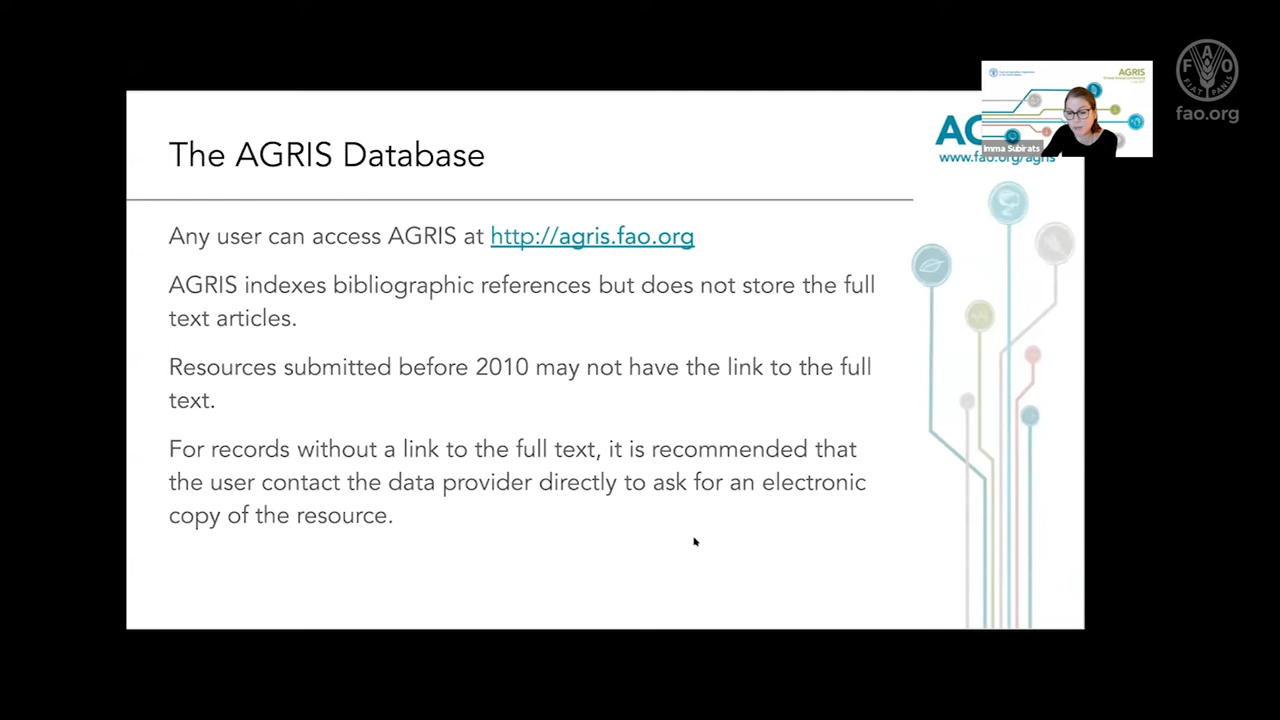 The AGRIS Database
Any user can access AGRIS at http://agris.fao.org
AGRIS indexes bibliographic references but does not store the full
text articles.
Resources submitted before 2010 may not have the link to the full
text.
For records without a link to the full text, it is recommended that
the user contact the data provider directly to ask for an electronic
copy of the resource.
www.fao.org/agris
AGRIS
Imma Subirats
FAO
FIAT PANIS
fao.org